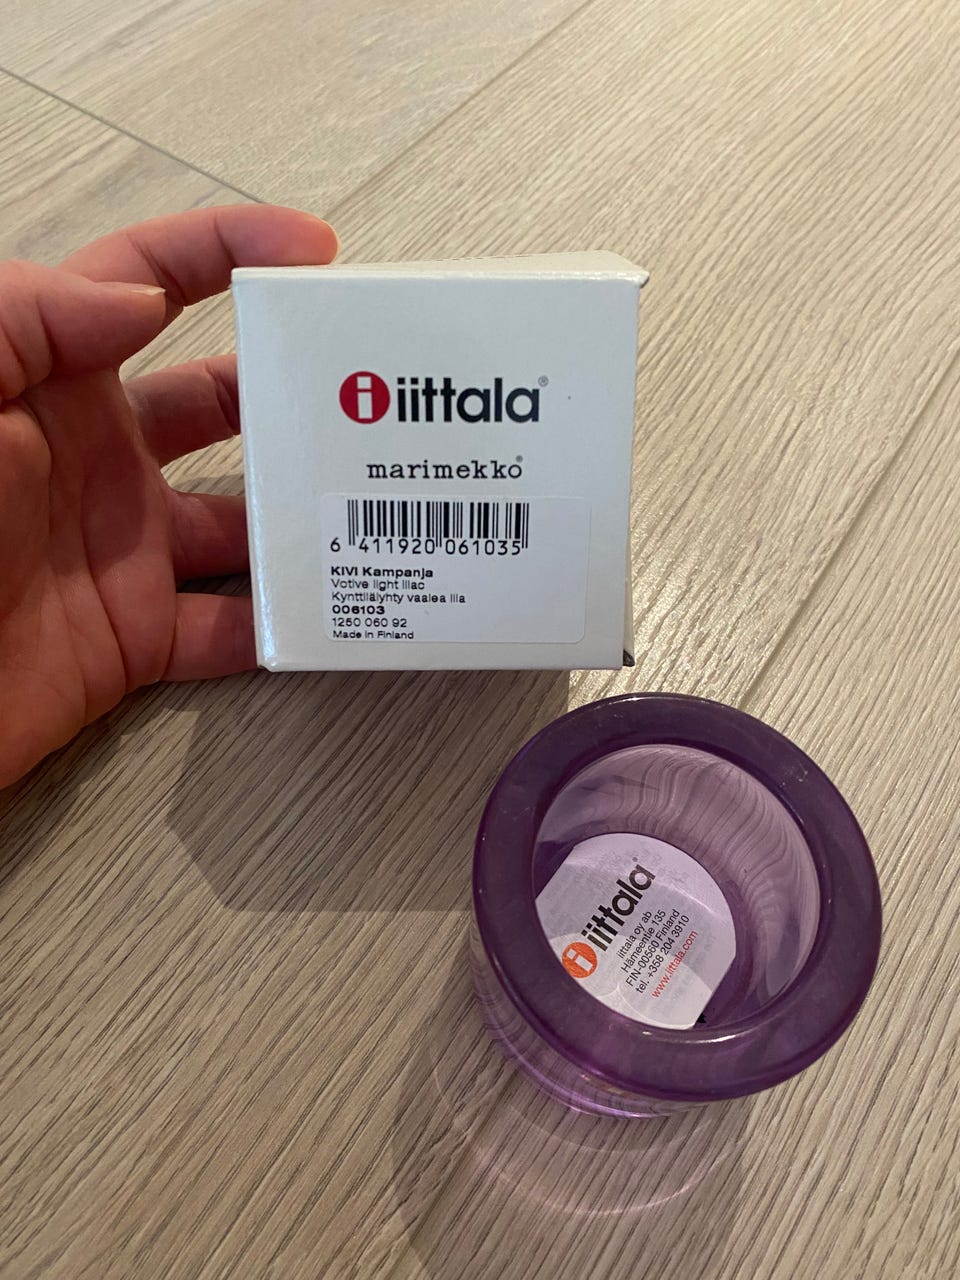 i iittala®
marimekko®
6 411920 061035
KIVI Kampanja
Votive light lilac
Kynttilälyhty vaalea lila
006103
1250 060 92
Made in Finland
i iittala®
iittala oy ab
Hämeentie 135
FIN-00560 Finland
tel. +358 204 3910
www.iittala.com